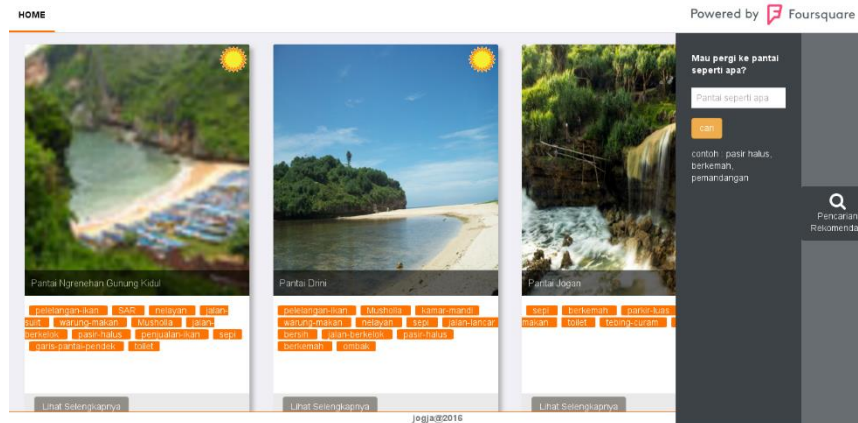 HOME
Powered by Foursquare
Pantai Ngrenehan Gunung Kidul
pelelangan-ikan SAR nelayan jalan-
sulit warung-makan Musholla jalan-
berkelok pasir-halus penjualan-ikan sepi
garis-pantai-pendek toilet
Lihat Selengkapnya
Pantai Drini
pelelangan-ikan Musholla kamar-mandi
warung-makan nelayan sepi jalan-lancar
bersih jalan-berkelok pasir-halus
berkemah ombak
Lihat Selengkapnya
Pantai Jogan
sepi berkemah parkir-luas
makan toilet tebing-curam
Lihat Selengkapnya
Mau pergi ke pantai
seperti apa?
Pantai seperti apa
cari
contoh : pasir halus,
berkemah,
pemandangan
Pencarian
Rekomenda
jogja@2016